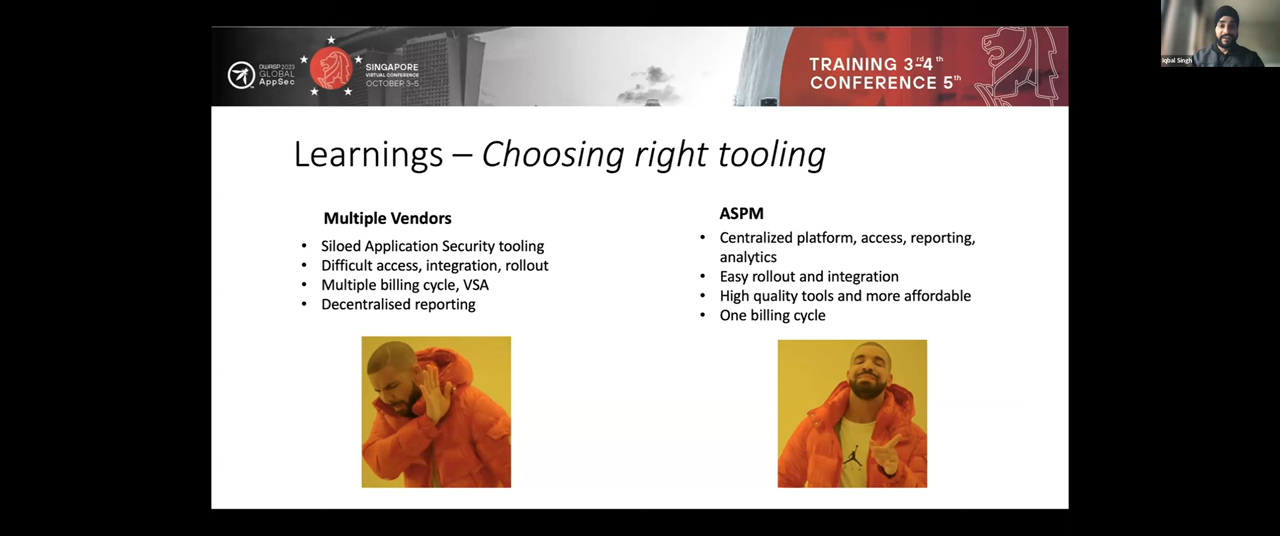 OWASP 2023
GLOBAL
AppSec
SINGAPORE
VIRTUAL CONFERENCE
OCTOBER 3-5
TRAINING 3rd-4th
CONFERENCE 5th
Iqbal Singh
Learnings – Choosing right tooling
Multiple Vendors
• Siloed Application Security tooling
• Difficult access, integration, rollout
• Multiple billing cycle, VSA
• Decentralised reporting
ASPM
• Centralized platform, access, reporting,
analytics
• Easy rollout and integration
• High quality tools and more affordable
• One billing cycle